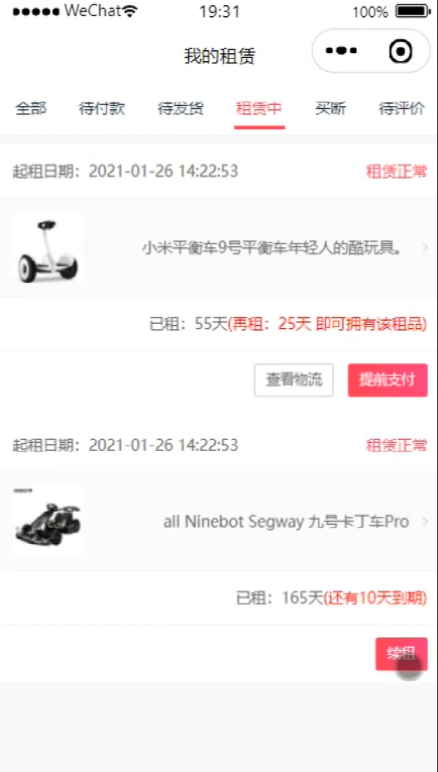 WeChat 19:31 100%
我的租赁
全部 待付款 待发货 租赁中 买断 待评价
起租日期：2021-01-26 14:22:53 租赁正常
小米平衡车9号平衡车年轻人的酷玩具。
已租：55天(再租：25天 即可拥有该租品)
查看物流 提前支付
起租日期：2021-01-26 14:22:53 租赁正常
all Ninebot Segway 九号卡丁车Pro
已租：165天(还有10天到期)
续租